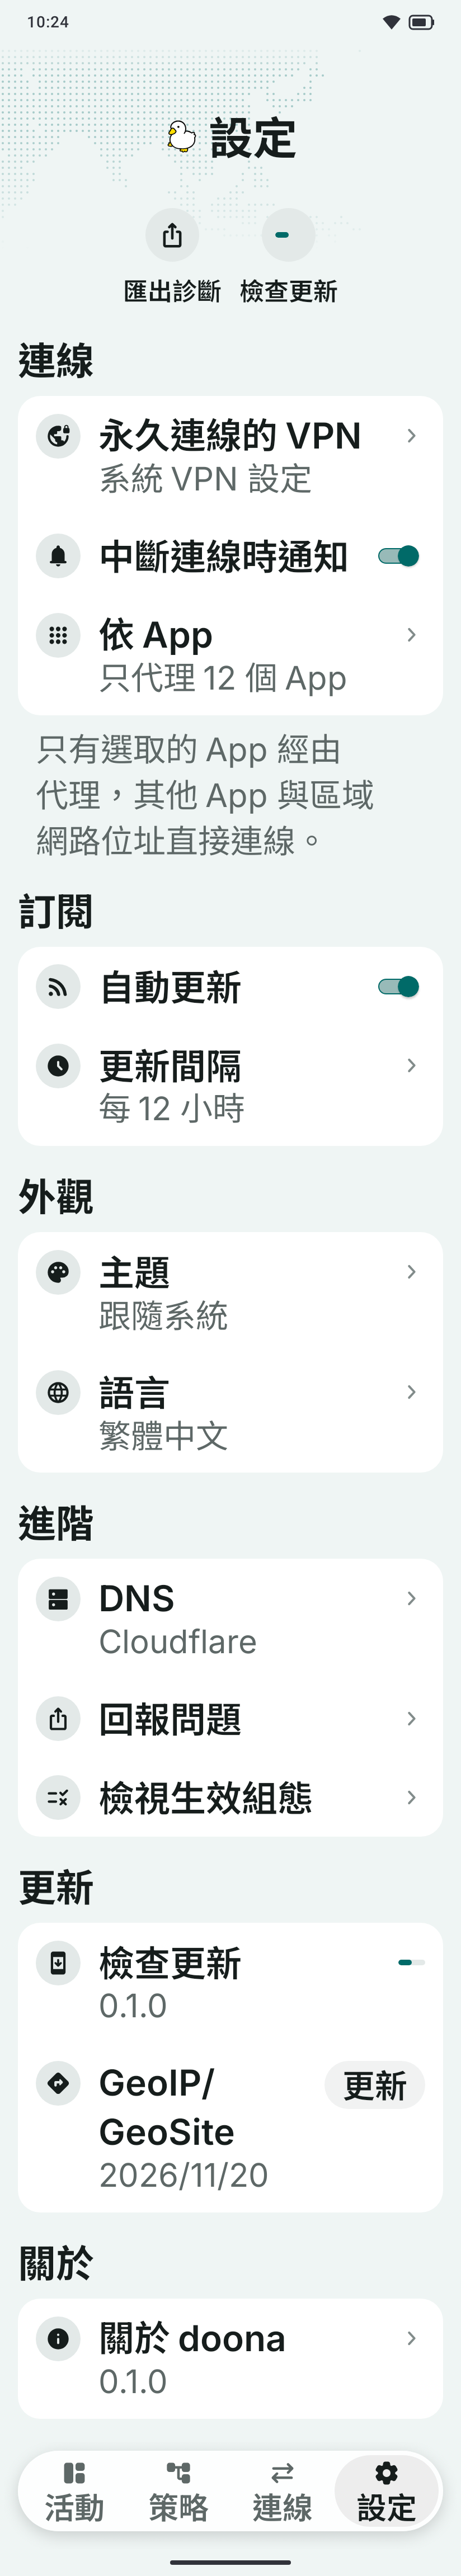 10:24
設定
匯出診斷 檢查更新
連線
永久連線的 VPN
系統 VPN 設定
中斷連線時通知
依 App
只代理 12 個 App
只有選取的 App 經由
代理，其他 App 與區域
網路位址直接連線。
訂閱
自動更新
更新間隔
每 12 小時
外觀
主題
跟隨系統
語言
繁體中文
進階
DNS
Cloudflare
回報問題
檢視生效組態
更新
檢查更新
0.1.0
GeoIP/
GeoSite
更新
2026/11/20
關於
關於 doona
0.1.0
活動 策略 連線 設定